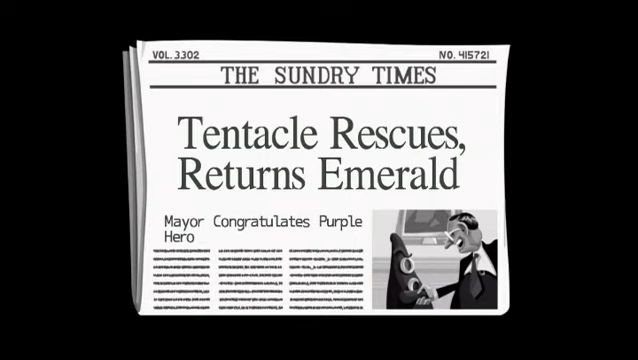 VOL. 3302 NO. 415721
THE SUNDRY TIMES
Tentacle Rescues,
Returns Emerald
Mayor Congratulates Purple
Hero